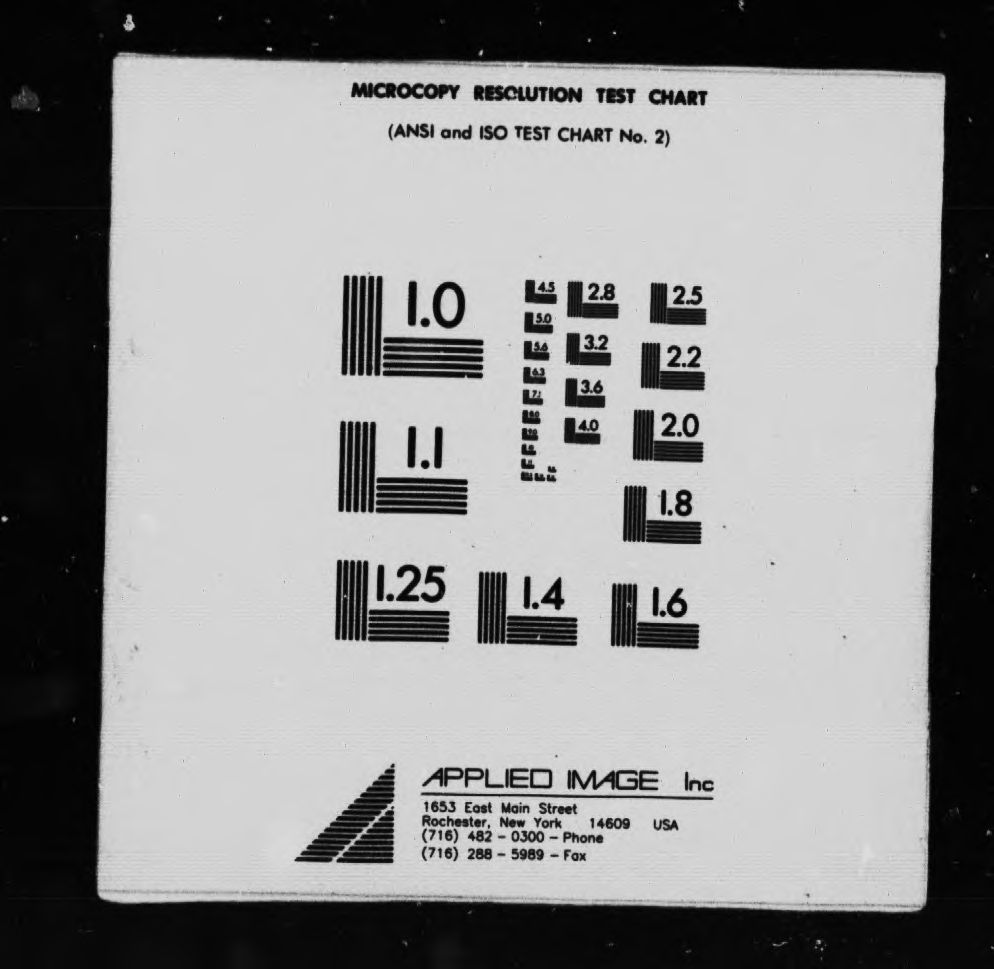 MICROCOPY RESOLUTION TEST CHART
(ANSI and ISO TEST CHART No. 2)
1.0
4.5
2.8
2.5
5.0
5.6
3.2
2.2
6.3
3.6
7.1
4.0
2.0
1.1
1.8
1.25
1.4
1.6
APPLIED IMAGE Inc
1653 East Main Street
Rochester, New York 14609 USA
(716) 482 - 0300 - Phone
(716) 288 - 5989 - Fax